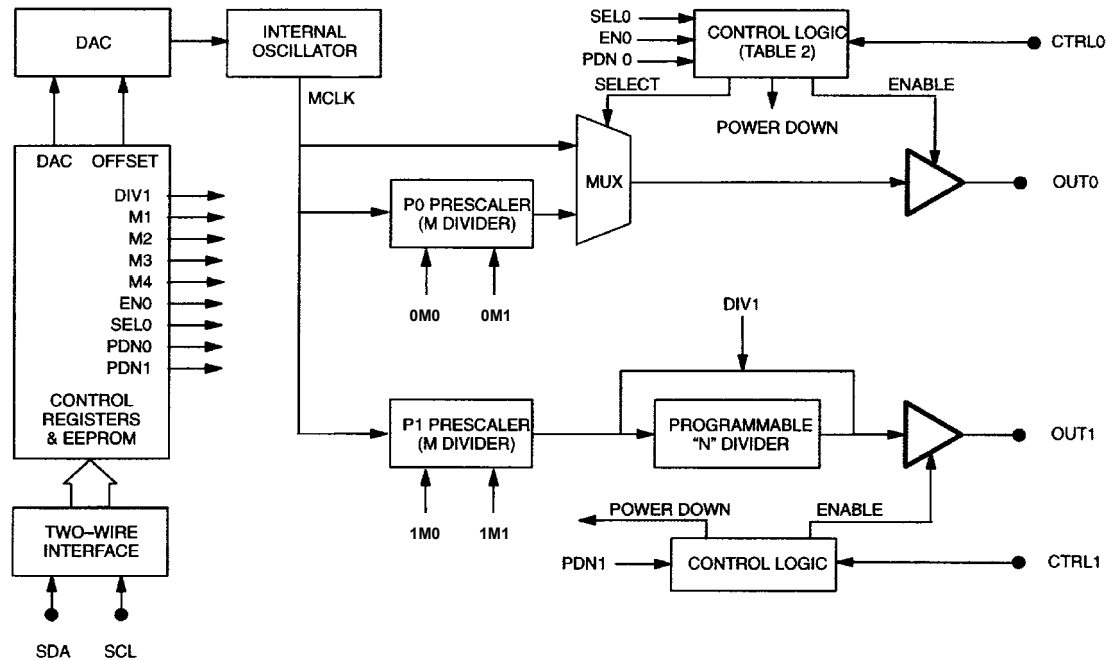 DAC
INTERNAL
OSCILLATOR
MCLK
SEL0
EN0
PDN 0
CONTROL LOGIC
(TABLE 2)
CTRL0
SELECT
ENABLE
POWER DOWN
DAC OFFSET
DIV1
M1
M2
M3
M4
EN0
SEL0
PDN0
PDN1
CONTROL
REGISTERS
& EEPROM
P0 PRESCALER
(M DIVIDER)
0M0 0M1
MUX
OUT0
DIV1
P1 PRESCALER
(M DIVIDER)
1M0 1M1
PROGRAMMABLE
“N” DIVIDER
OUT1
POWER DOWN
ENABLE
PDN1
CONTROL LOGIC
CTRL1
TWO–WIRE
INTERFACE
SDA SCL